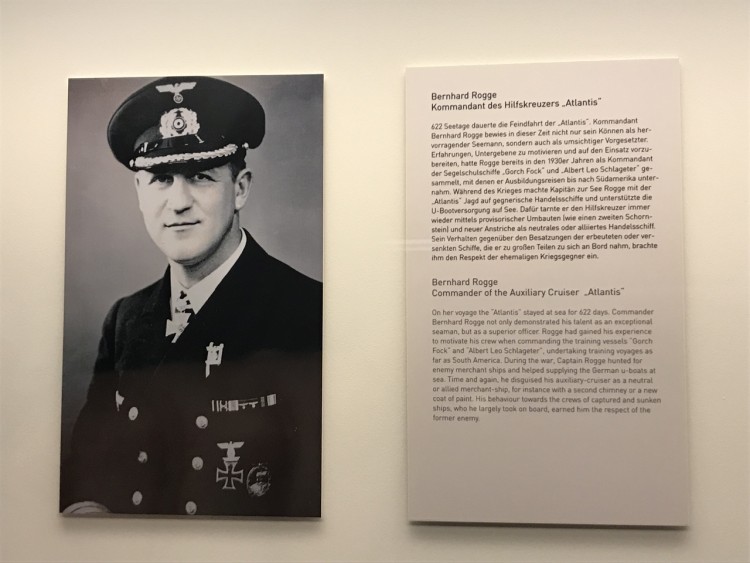 Bernhard Rogge
Kommandant des Hilfskreuzers „Atlantis“
622 Seetage dauerte die Feindfahrt der „Atlantis“. Kommandant
Bernhard Rogge bewies in dieser Zeit nicht nur sein Können als her-
vorragender Seemann, sondern auch als umsichtiger Vorgesetzter.
Erfahrungen, Untergebene zu motivieren und auf den Einsatz vorzu-
bereiten, hatte Rogge bereits in den 1930er Jahren als Kommandant
der Segelschulschiffe „Gorch Fock“ und „Albert Leo Schlageter“ ge-
sammelt, mit denen er Ausbildungsreisen bis nach Südamerika unter-
nahm. Während des Krieges machte Kapitän zur See Rogge mit der
„Atlantis“ Jagd auf gegnerische Handelsschiffe und unterstützte die
U-Bootversorgung auf See. Dafür tarnte er den Hilfskreuzer immer
wieder mittels provisorischer Umbauten (wie einen zweiten Schorn-
stein) und neuer Anstriche als neutrales oder alliiertes Handelsschiff.
Sein Verhalten gegenüber den Besatzungen der erbeuteten oder ver-
senkten Schiffe, die er zu großen Teilen zu sich an Bord nahm, brachte
ihm den Respekt der ehemaligen Kriegsgegner ein.
Bernhard Rogge
Commander of the Auxiliary Cruiser „Atlantis“
On her voyage the "Atlantis" stayed at sea for 622 days. Commander
Bernhard Rogge not only demonstrated his talent as an exceptional
seaman, but as a superior officer Rogge had gained his experience
to motivate his crew when commanding the training vessels "Gorch
Fock" and "Albert Leo Schlageter", undertaking training voyages as
far as South America. During the war, Captain Rogge hunted for
enemy merchant ships and helped supplying the German u-boats at
sea. Time and again, he disguised his auxiliary-cruiser as a neutral
or allied merchant-ship, for instance with a second chimney or a new
coat of paint. His behaviour towards the crews of captured and sunken
ships, who he largely took on board, earned him the respect of the
former enemy.